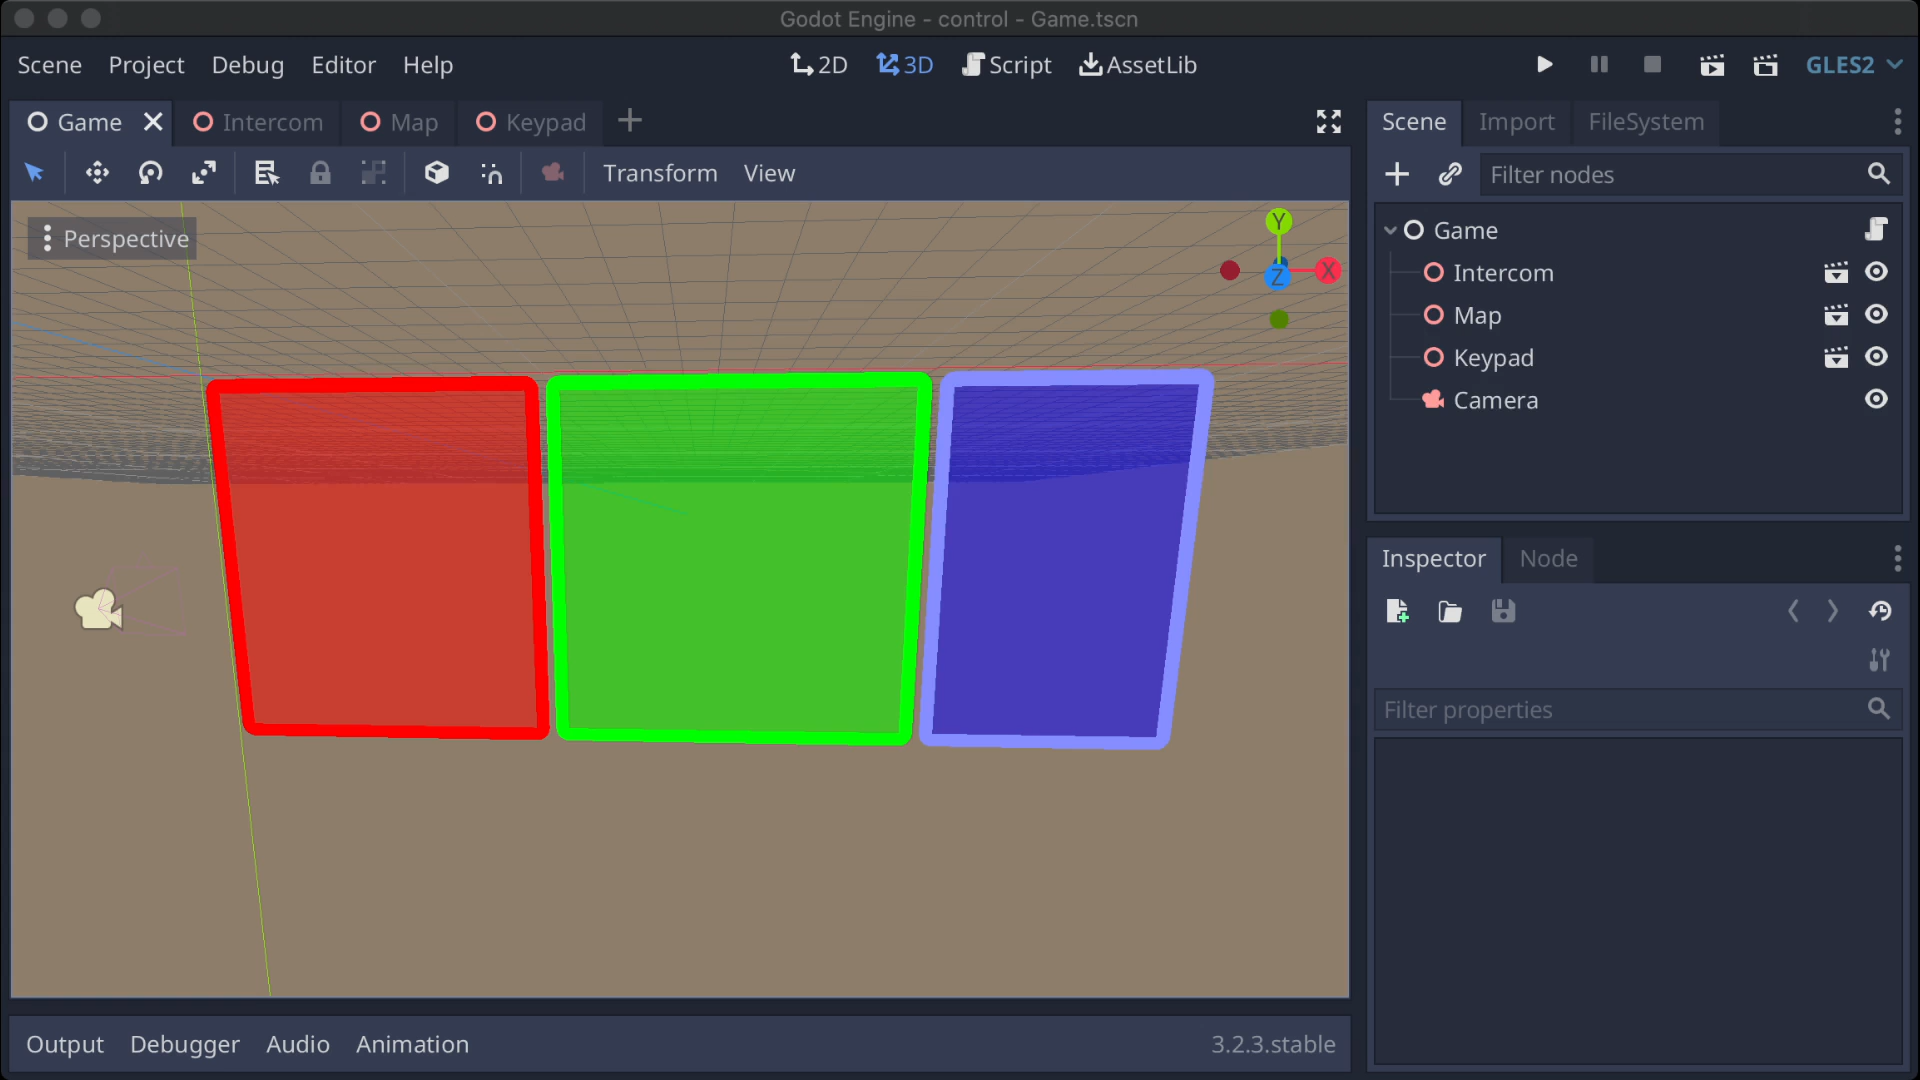 Godot Engine - control - Game.tscn
Scene Project Debug Editor Help 2D 3D Script AssetLib GLES2
Game Intercom Map Keypad
Transform View
Perspective
Y
X
Z
Scene Import FileSystem
Filter nodes
Game
Intercom
Map
Keypad
Camera
Inspector Node
Filter properties
Output Debugger Audio Animation 3.2.3.stable